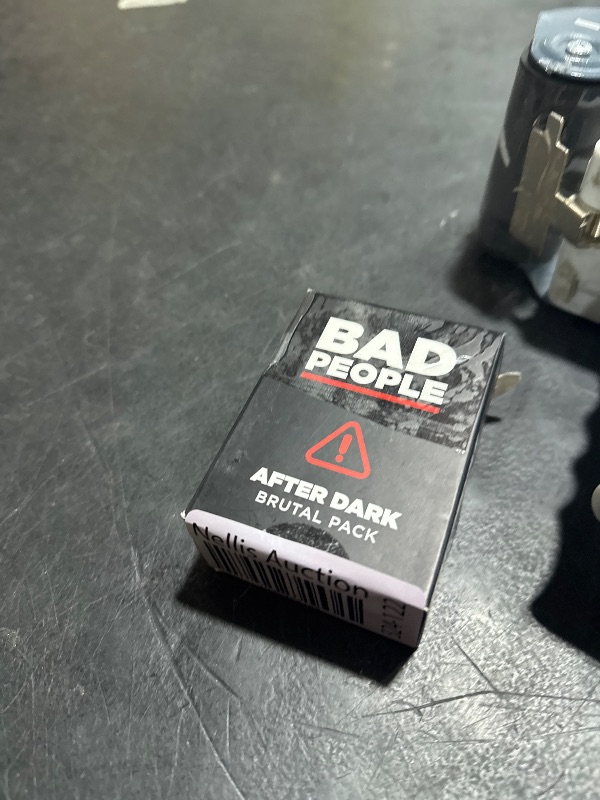 BAD
PEOPLE
AFTER DARK
BRUTAL PACK
Nellis Auction